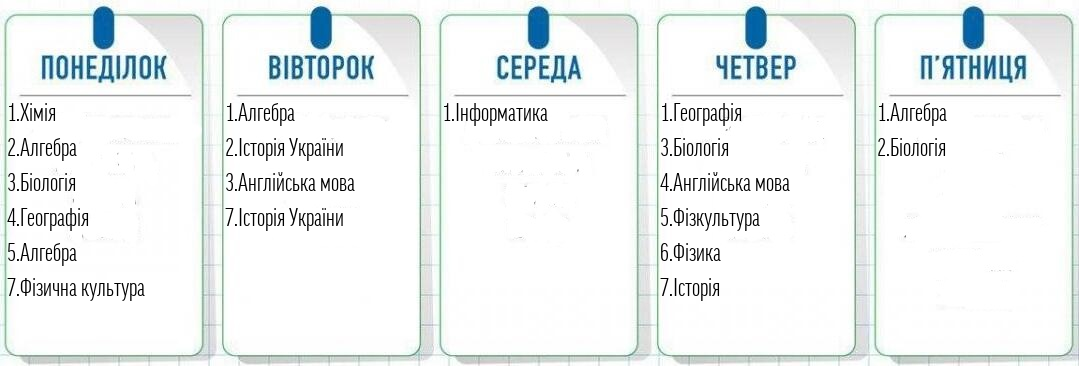 ПОНЕДІЛОК
1.Хімія
2.Алгебра
3.Біологія
4.Географія
5.Алгебра
7.Фізична культура
ВІВТОРОК
1.Алгебра
2.Історія України
3.Англійська мова
7.Історія України
СЕРЕДА
1.Інформатика
ЧЕТВЕР
1.Географія
3.Біологія
4.Англійська мова
5.Фізкультура
6.Фізика
7.Історія
П'ЯТНИЦЯ
1.Алгебра
2.Біологія